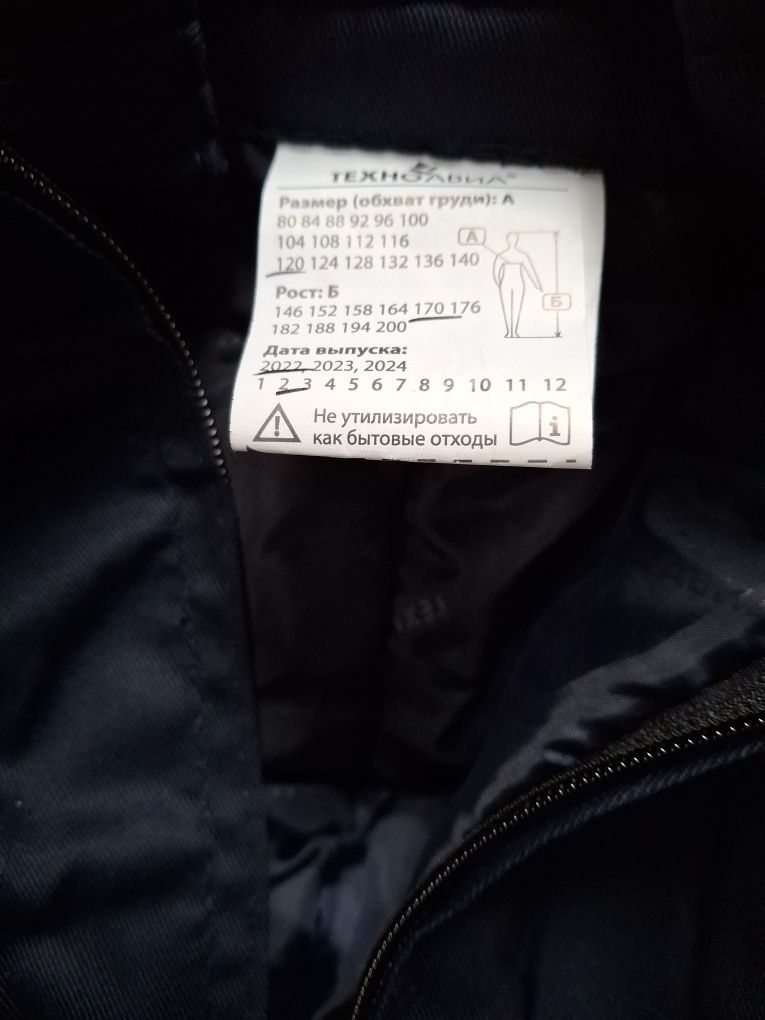 ТЕХНОАВИА™
Размер (обхват груди): А
80 84 88 92 96 100
104 108 112 116
120 124 128 132 136 140
А
Рост: Б
146 152 158 164 170 176
182 188 194 200
Б
Дата выпуска:
2022, 2023, 2024
1 2 3 4 5 6 7 8 9 10 11 12
Не утилизировать
как бытовые отходы